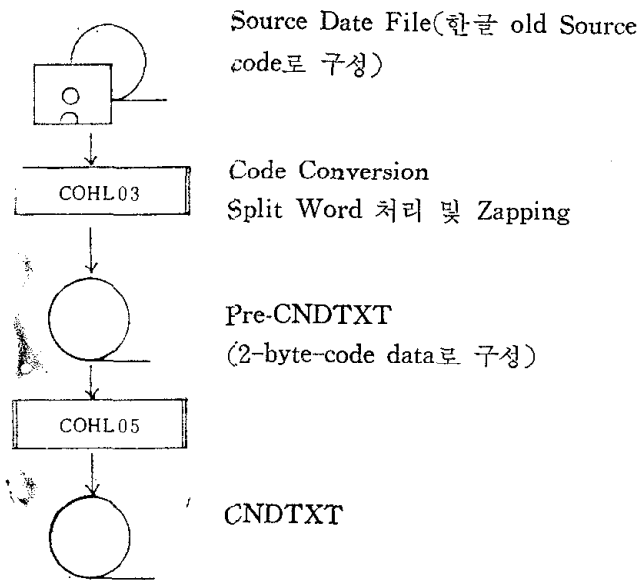 Source Date File(한글 old Source
code로 구성)
COHL03
Code Conversion
Split Word 처리 및 Zapping
Pre-CNDTXT
(2-byte-code data로 구성)
COHL05
CNDTXT